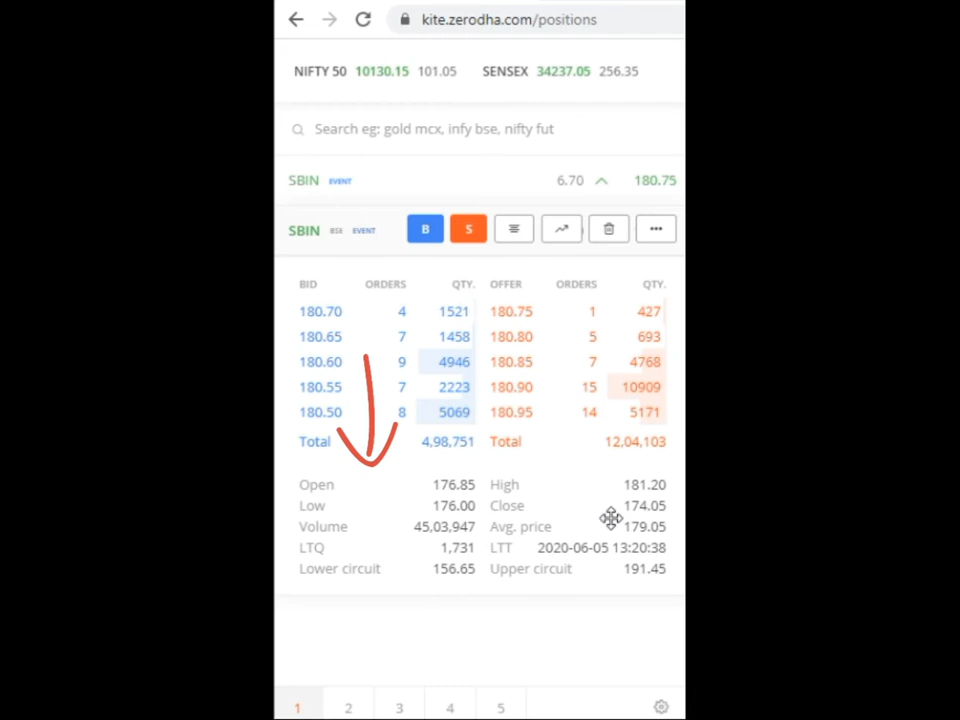 kite.zerodha.com/positions
NIFTY 50 10130.15 101.05 SENSEX 34237.05 256.35
Search eg: gold mcx, infy bse, nifty fut
SBIN EVENT 6.70 180.75
SBIN BSE EVENT B S
BID ORDERS QTY. OFFER ORDERS QTY.
180.70 4 1521 180.75 1 427
180.65 7 1458 180.80 5 693
180.60 9 4946 180.85 7 4768
180.55 7 2223 180.90 15 10909
180.50 8 5069 180.95 14 5171
Total 4,98,751 Total 12,04,103
Open 176.85 High 181.20
Low 176.00 Close 174.05
Volume 45,03,947 Avg. price 179.05
LTQ 1,731 LTT 2020-06-05 13:20:38
Lower circuit 156.65 Upper circuit 191.45
1 2 3 4 5